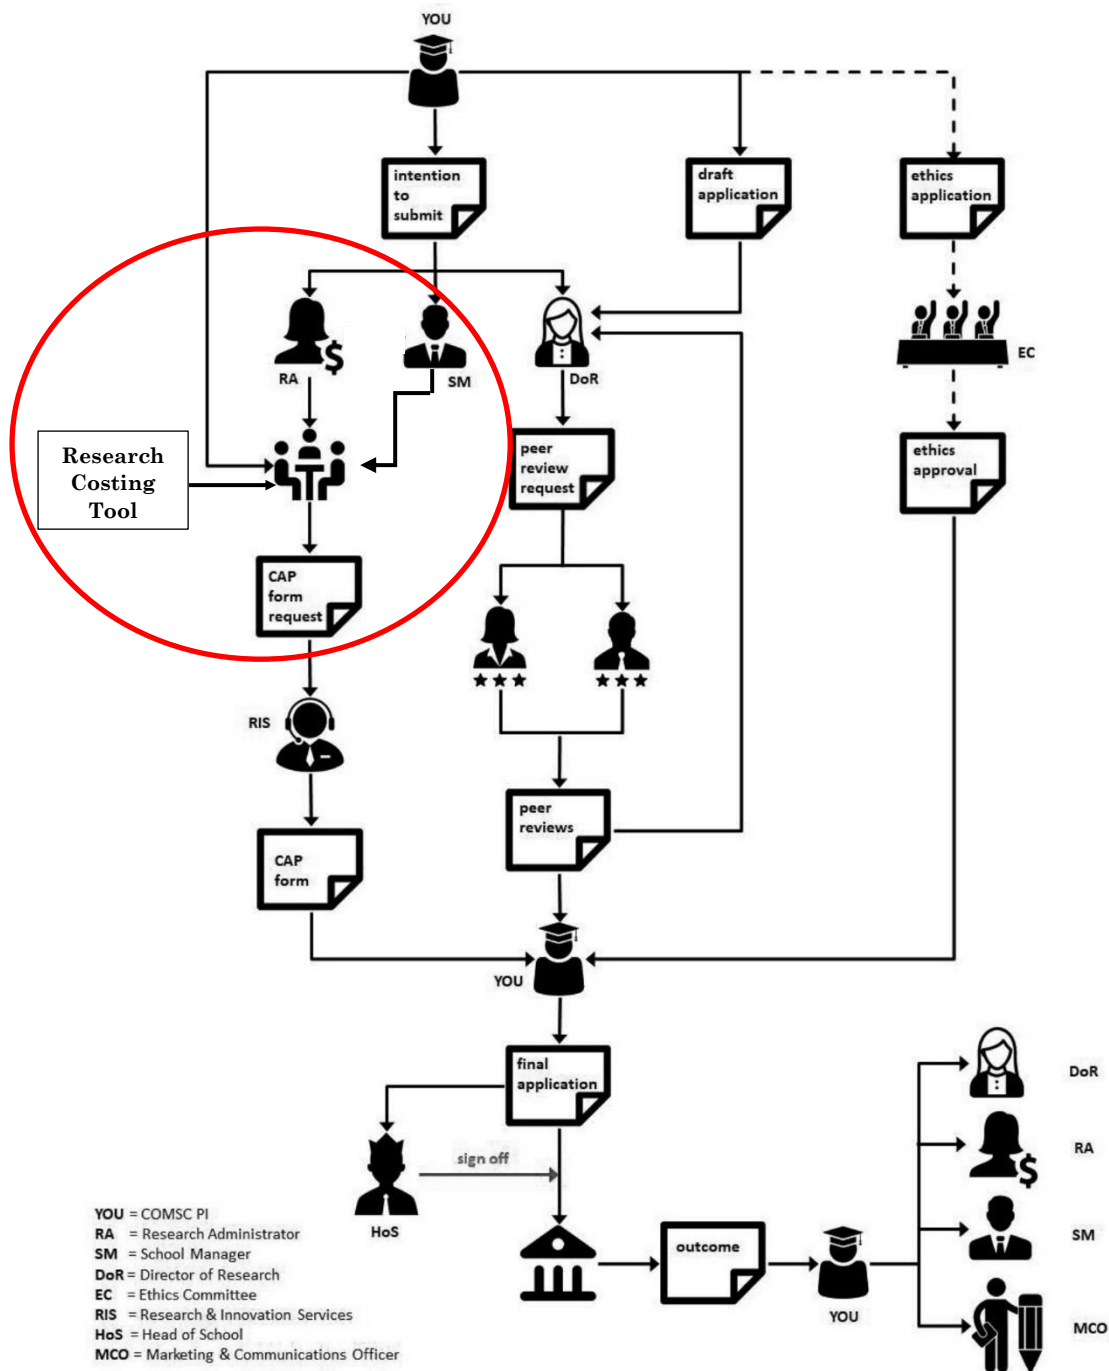 YOU
intention
to
submit
draft
application
ethics
application
RA
$
SM
DoR
EC
Research
Costing
Tool
peer
review
request
ethics
approval
CAP
form
request
RIS
peer
reviews
CAP
form
YOU
final
application
sign off
HoS
outcome
YOU
DoR
RA
$
SM
MCO
YOU = COMSC PI
RA = Research Administrator
SM = School Manager
DoR = Director of Research
EC = Ethics Committee
RIS = Research & Innovation Services
HoS = Head of School
MCO = Marketing & Communications Officer